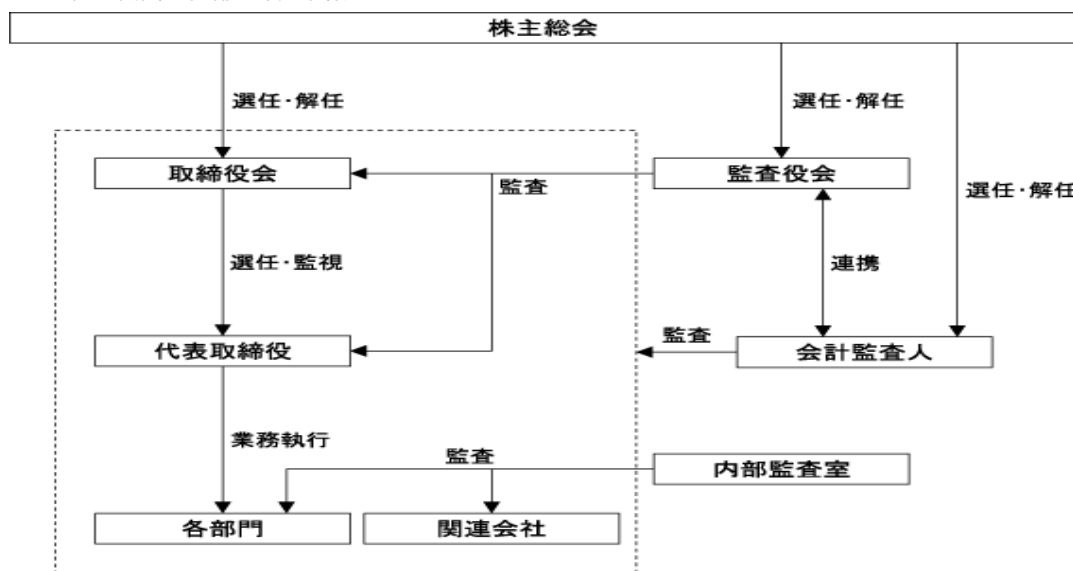 株主総会
選任・解任
選任・解任
取締役会
監査役会
監査
選任・解任
選任・監視
連携
代表取締役
監査
会計監査人
業務執行
監査
内部監査室
各部門
関連会社